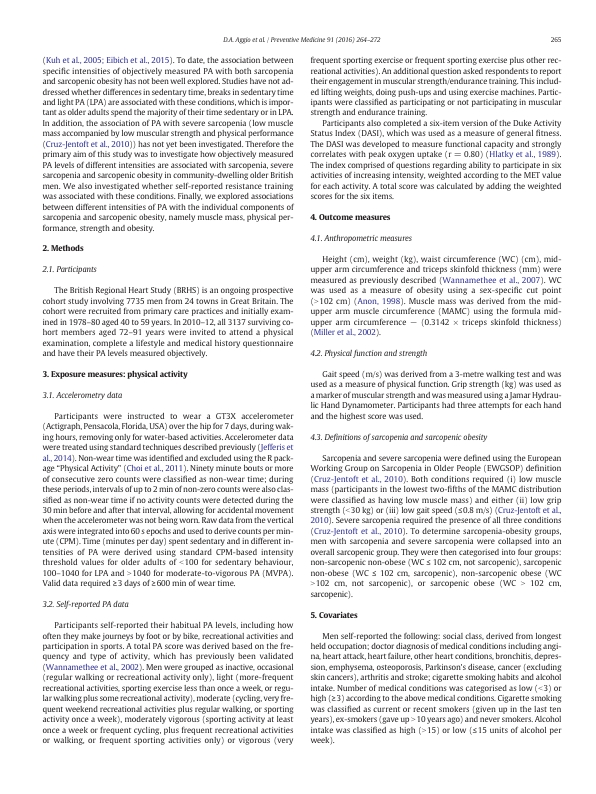 D.A. Aggio et al. / Preventive Medicine 91 (2016) 264–272
265
(Kuh et al., 2005; Eibich et al., 2015). To date, the association between
specific intensities of objectively measured PA with both sarcopenia
and sarcopenic obesity has not been well explored. Studies have not ad-
dressed whether differences in sedentary time, breaks in sedentary time
and light PA (LPA) are associated with these conditions, which is impor-
tant as older adults spend the majority of their time sedentary or in LPA.
In addition, the association of PA with severe sarcopenia (low muscle
mass accompanied by low muscular strength and physical performance
(Cruz-Jentoft et al., 2010)) has not yet been investigated. Therefore the
primary aim of this study was to investigate how objectively measured
PA levels of different intensities are associated with sarcopenia, severe
sarcopenia and sarcopenic obesity in community-dwelling older British
men. We also investigated whether self-reported resistance training
was associated with these conditions. Finally, we explored associations
between different intensities of PA with the individual components of
sarcopenia and sarcopenic obesity, namely muscle mass, physical per-
formance, strength and obesity.
2. Methods
2.1. Participants
The British Regional Heart Study (BRHS) is an ongoing prospective
cohort study involving 7735 men from 24 towns in Great Britain. The
cohort were recruited from primary care practices and initially exam-
ined in 1978–80 aged 40 to 59 years. In 2010–12, all 3137 surviving co-
hort members aged 72–91 years were invited to attend a physical
examination, complete a lifestyle and medical history questionnaire
and have their PA levels measured objectively.
3. Exposure measures: physical activity
3.1. Accelerometry data
Participants were instructed to wear a GT3X accelerometer
(Actigraph, Pensacola, Florida, USA) over the hip for 7 days, during wak-
ing hours, removing only for water-based activities. Accelerometer data
were treated using standard techniques described previously (Jefferis et
al., 2014). Non-wear time was identified and excluded using the R pack-
age "Physical Activity" (Choi et al., 2011). Ninety minute bouts or more
of consecutive zero counts were classified as non-wear time; during
these periods, intervals of up to 2 min of non-zero counts were also clas-
sified as non-wear time if no activity counts were detected during the
30 min before and after that interval, allowing for accidental movement
when the accelerometer was not being worn. Raw data from the vertical
axis were integrated into 60 s epochs and used to derive counts per min-
ute (CPM). Time (minutes per day) spent sedentary and in different in-
tensities of PA were derived using standard CPM-based intensity
threshold values for older adults of <100 for sedentary behaviour,
100–1040 for LPA and >1040 for moderate-to-vigorous PA (MVPA).
Valid data required ≥3 days of ≥600 min of wear time.
3.2. Self-reported PA data
Participants self-reported their habitual PA levels, including how
often they make journeys by foot or by bike, recreational activities and
participation in sports. A total PA score was derived based on the fre-
quency and type of activity, which has previously been validated
(Wannamethee et al., 2002). Men were grouped as inactive, occasional
(regular walking or recreational activity only), light (more-frequent
recreational activities, sporting exercise less than once a week, or regu-
lar walking plus some recreational activity), moderate (cycling, very fre-
quent weekend recreational activities plus regular walking, or sporting
activity once a week), moderately vigorous (sporting activity at least
once a week or frequent cycling, plus frequent recreational activities
or walking, or frequent sporting activities only) or vigorous (very
frequent sporting exercise or frequent sporting exercise plus other rec-
reational activities). An additional question asked respondents to report
their engagement in muscular strength/endurance training. This includ-
ed lifting weights, doing push-ups and using exercise machines. Partic-
ipants were classified as participating or not participating in muscular
strength and endurance training.
Participants also completed a six-item version of the Duke Activity
Status Index (DASI), which was used as a measure of general fitness.
The DASI was developed to measure functional capacity and strongly
correlates with peak oxygen uptake (r = 0.80) (Hlatky et al., 1989).
The index comprised of questions regarding ability to participate in six
activities of increasing intensity, weighted according to the MET value
for each activity. A total score was calculated by adding the weighted
scores for the six items.
4. Outcome measures
4.1. Anthropometric measures
Height (cm), weight (kg), waist circumference (WC) (cm), mid-
upper arm circumference and triceps skinfold thickness (mm) were
measured as previously described (Wannamethee et al., 2007). WC
was used as a measure of obesity using a sex-specific cut point
(>102 cm) (Anon, 1998). Muscle mass was derived from the mid-
upper arm muscle circumference (MAMC) using the formula mid-
upper arm circumference − (0.3142 × triceps skinfold thickness)
(Miller et al., 2002).
4.2. Physical function and strength
Gait speed (m/s) was derived from a 3-metre walking test and was
used as a measure of physical function. Grip strength (kg) was used as
a marker of muscular strength and was measured using a Jamar Hydrau-
lic Hand Dynamometer. Participants had three attempts for each hand
and the highest score was used.
4.3. Definitions of sarcopenia and sarcopenic obesity
Sarcopenia and severe sarcopenia were defined using the European
Working Group on Sarcopenia in Older People (EWGSOP) definition
(Cruz-Jentoft et al., 2010). Both conditions required (i) low muscle
mass (participants in the lowest two-fifths of the MAMC distribution
were classified as having low muscle mass) and either (ii) low grip
strength (<30 kg) or (iii) low gait speed (≤0.8 m/s) (Cruz-Jentoft et al.,
2010). Severe sarcopenia required the presence of all three conditions
(Cruz-Jentoft et al., 2010). To determine sarcopenia-obesity groups,
men with sarcopenia and severe sarcopenia were collapsed into an
overall sarcopenic group. They were then categorised into four groups:
non-sarcopenic non-obese (WC ≤ 102 cm, not sarcopenic), sarcopenic
non-obese (WC ≤ 102 cm, sarcopenic), non-sarcopenic obese (WC
>102 cm, not sarcopenic), or sarcopenic obese (WC > 102 cm,
sarcopenic).
5. Covariates
Men self-reported the following: social class, derived from longest
held occupation; doctor diagnosis of medical conditions including angi-
na, heart attack, heart failure, other heart conditions, bronchitis, depres-
sion, emphysema, osteoporosis, Parkinson's disease, cancer (excluding
skin cancers), arthritis and stroke; cigarette smoking habits and alcohol
intake. Number of medical conditions was categorised as low (<3) or
high (≥3) according to the above medical conditions. Cigarette smoking
was classified as current or recent smokers (given up in the last ten
years), ex-smokers (gave up >10 years ago) and never smokers. Alcohol
intake was classified as high (>15) or low (≤15 units of alcohol per
week).